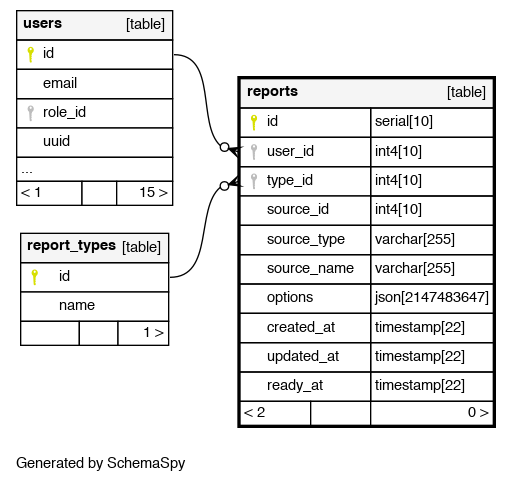 users [table]
id
email
role_id
uuid
...
< 1 15 >
report_types [table]
id
name
1 >
reports [table]
id serial[10]
user_id int4[10]
type_id int4[10]
source_id int4[10]
source_type varchar[255]
source_name varchar[255]
options json[2147483647]
created_at timestamp[22]
updated_at timestamp[22]
ready_at timestamp[22]
< 2 0 >
Generated by SchemaSpy